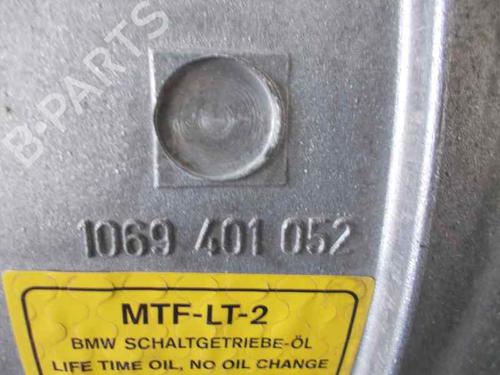 B-PARTS
1069 401 052
MTF-LT-2
BMW SCHALTGETRIEBE-ÖL
LIFE TIME OIL, NO OIL CHANGE